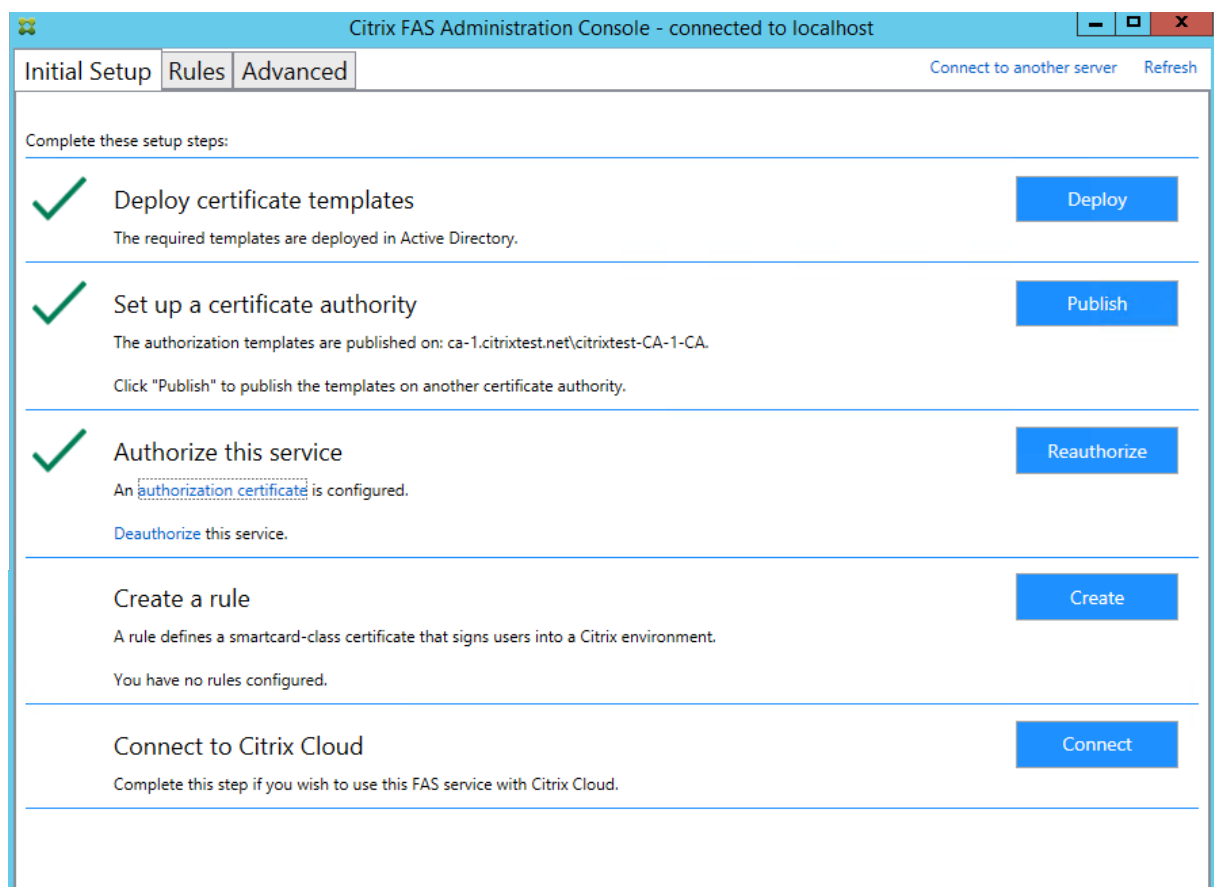 Citrix FAS Administration Console - connected to localhost
Initial Setup Rules Advanced Connect to another server Refresh
Complete these setup steps:
Deploy certificate templates Deploy
The required templates are deployed in Active Directory.
Set up a certificate authority Publish
The authorization templates are published on: ca-1.citrixtest.net\citrixtest-CA-1-CA.
Click "Publish" to publish the templates on another certificate authority.
Authorize this service Reauthorize
An authorization certificate is configured.
Deauthorize this service.
Create a rule Create
A rule defines a smartcard-class certificate that signs users into a Citrix environment.
You have no rules configured.
Connect to Citrix Cloud Connect
Complete this step if you wish to use this FAS service with Citrix Cloud.